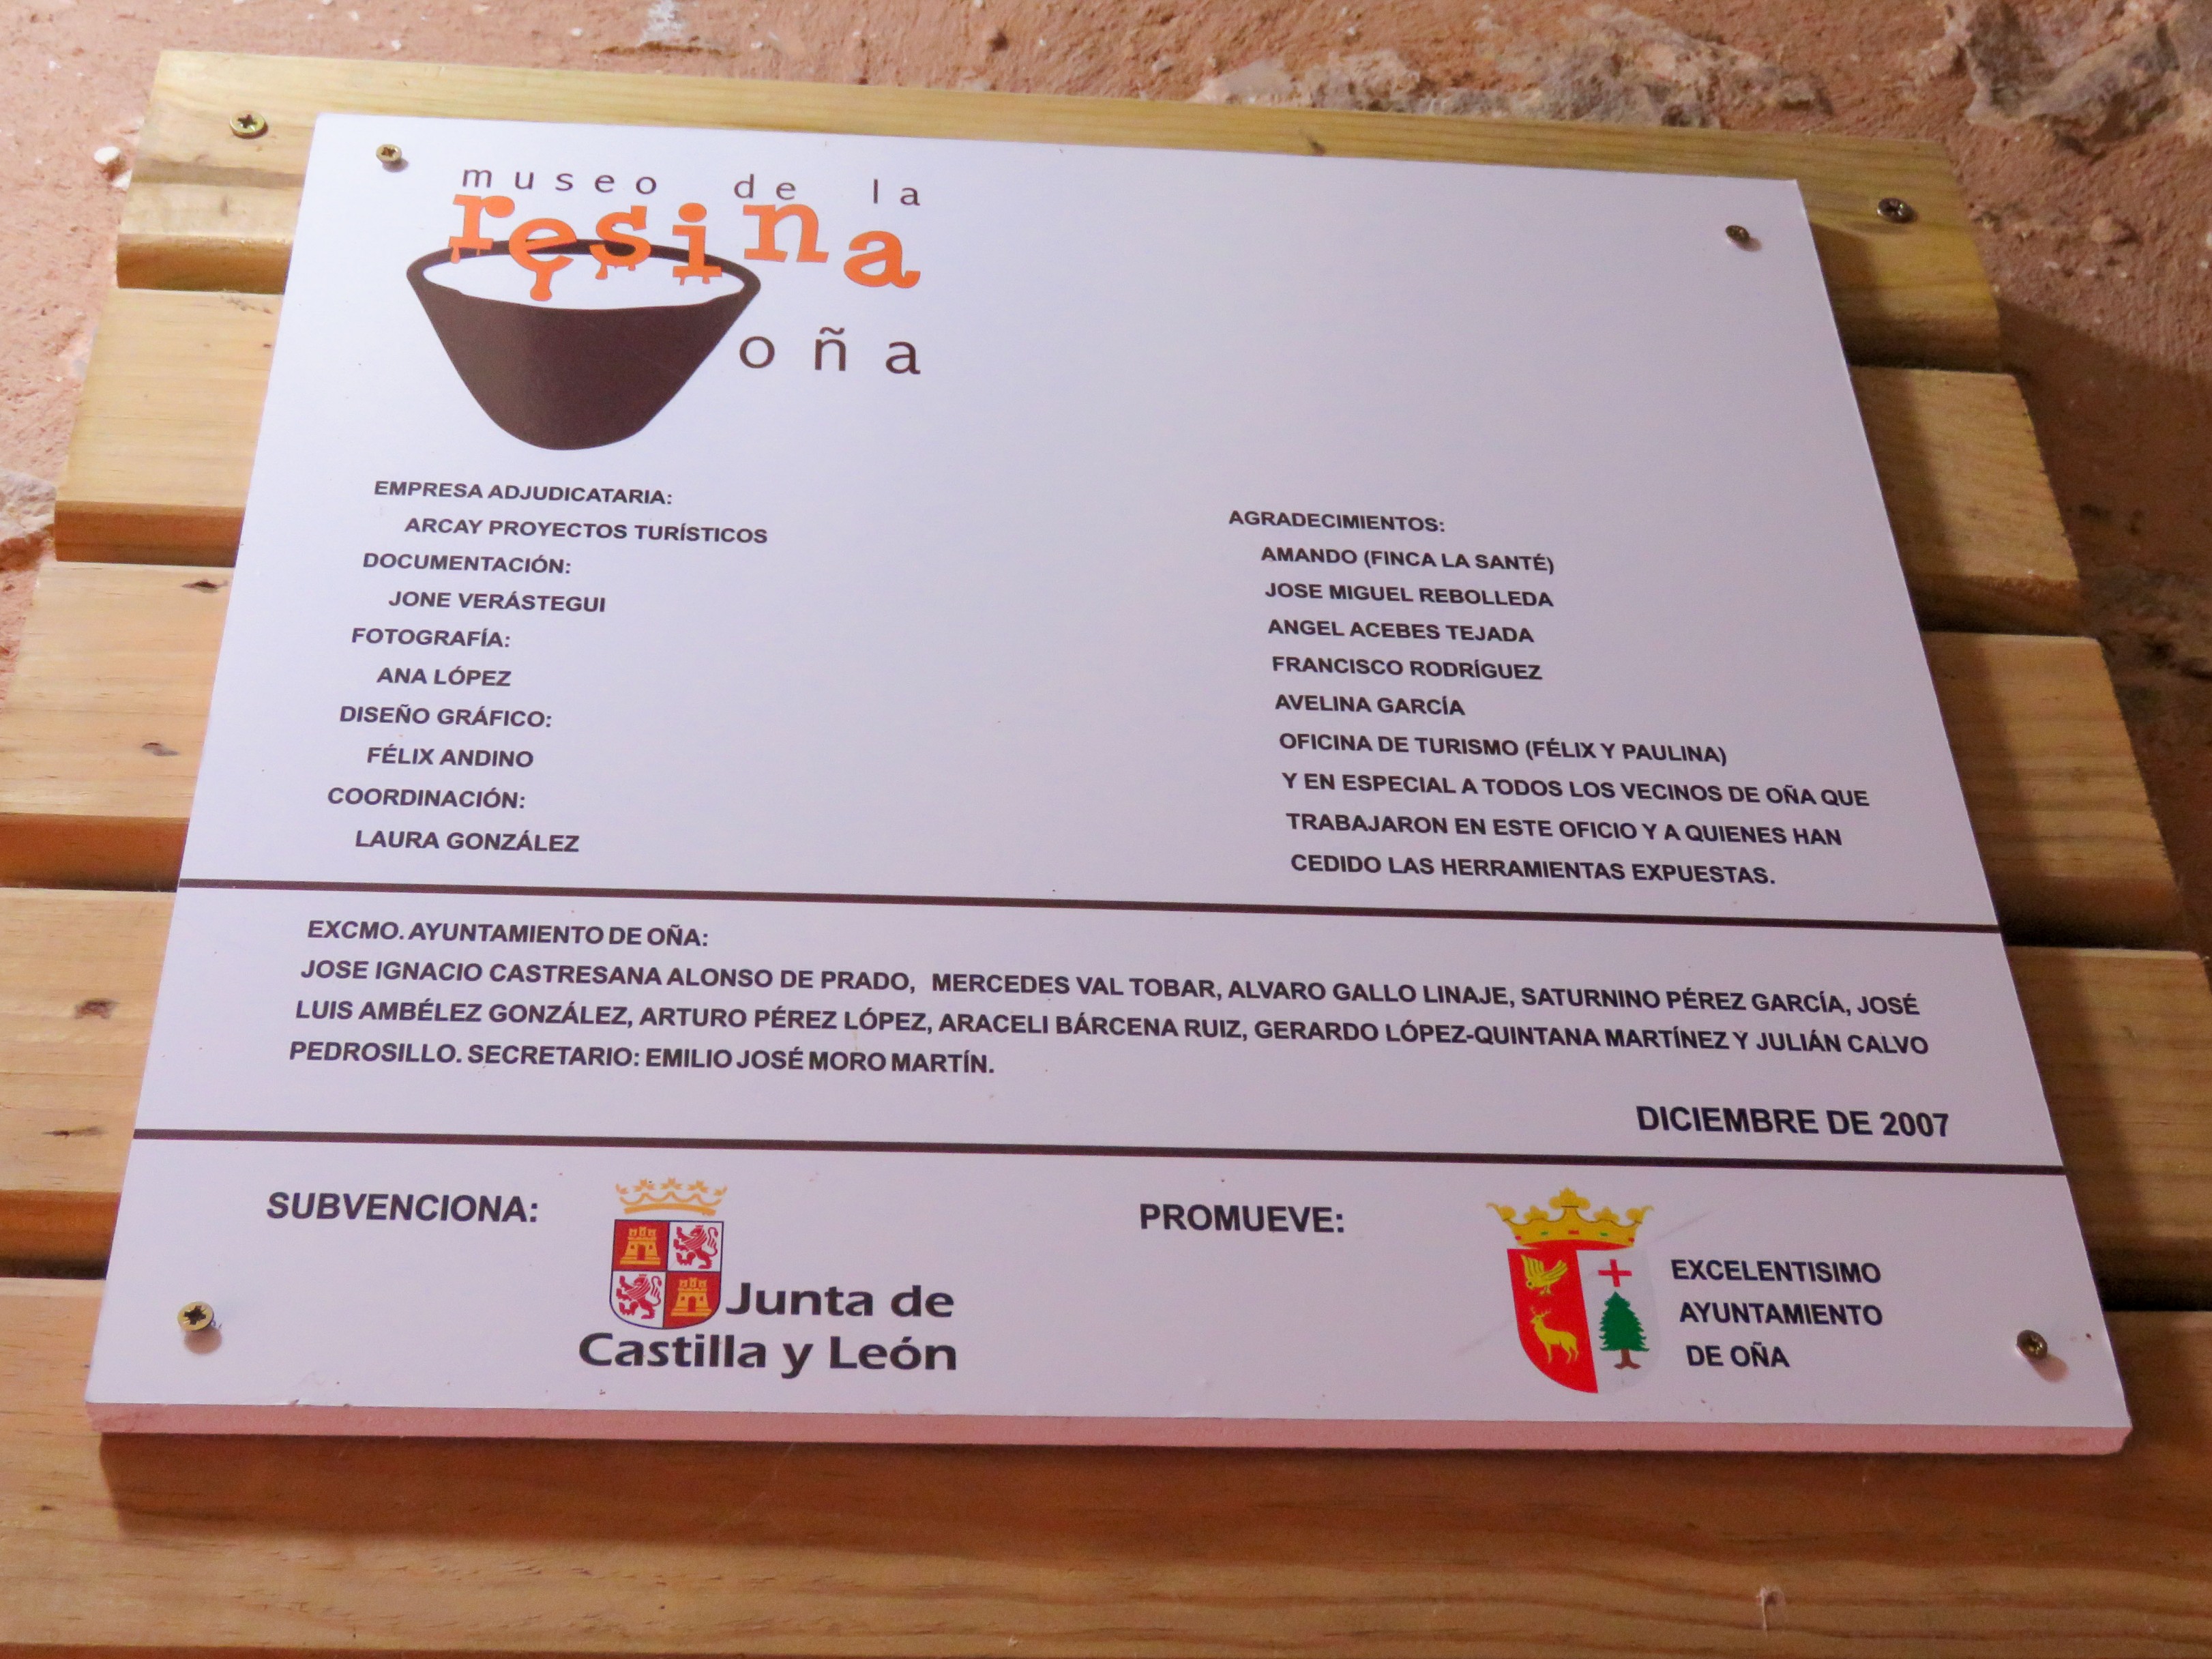 museo de la
resina
oña
EMPRESA ADJUDICATARIA:
ARCAY PROYECTOS TURÍSTICOS
DOCUMENTACIÓN:
JONE VERÁSTEGUI
FOTOGRAFÍA:
ANA LÓPEZ
DISEÑO GRÁFICO:
FÉLIX ANDINO
COORDINACIÓN:
LAURA GONZÁLEZ
AGRADECIMIENTOS:
AMANDO (FINCA LA SANTÉ)
JOSE MIGUEL REBOLLEDA
ANGEL ACEBES TEJADA
FRANCISCO RODRÍGUEZ
AVELINA GARCÍA
OFICINA DE TURISMO (FÉLIX Y PAULINA)
Y EN ESPECIAL A TODOS LOS VECINOS DE OÑA QUE
TRABAJARON EN ESTE OFICIO Y A QUIENES HAN
CEDIDO LAS HERRAMIENTAS EXPUESTAS.
EXCMO. AYUNTAMIENTO DE OÑA:
JOSE IGNACIO CASTRESANA ALONSO DE PRADO, MERCEDES VAL TOBAR, ALVARO GALLO LINAJE, SATURNINO PÉREZ GARCÍA, JOSÉ
LUIS AMBÉLEZ GONZÁLEZ, ARTURO PÉREZ LÓPEZ, ARACELI BÁRCENA RUIZ, GERARDO LÓPEZ-QUINTANA MARTÍNEZ Y JULIÁN CALVO
PEDROSILLO. SECRETARIO: EMILIO JOSÉ MORO MARTÍN.
DICIEMBRE DE 2007
SUBVENCIONA:
Junta de
Castilla y León
PROMUEVE:
EXCELENTISIMO
AYUNTAMIENTO
DE OÑA